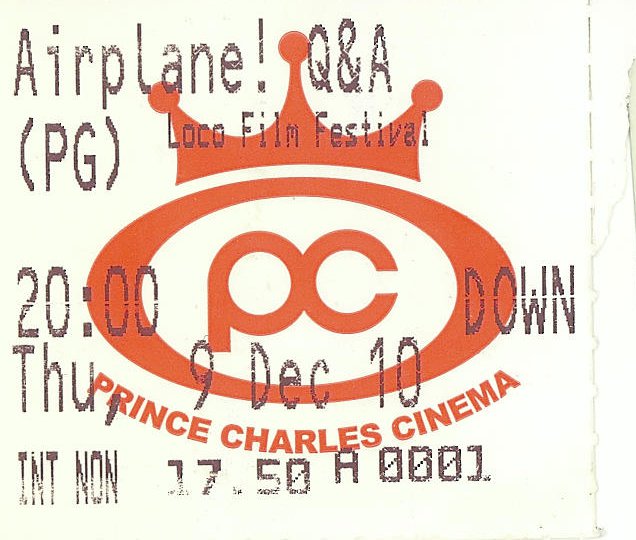 Airplane! Q&A
Loco Film Festival
(PG)
pc
20:00 DOWN
Thu, 9 Dec 10
PRINCE CHARLES CINEMA
INT NON 17.50 A 0001